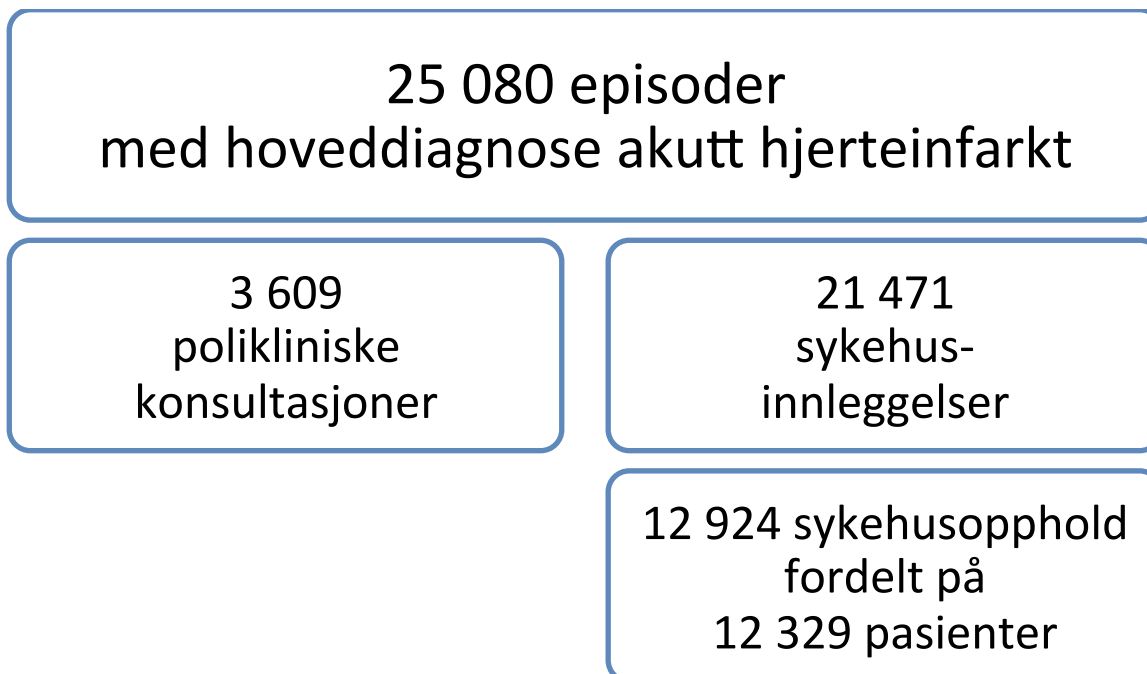 25 080 episoder
med hoveddiagnose akutt hjerteinfarkt
3 609
polikliniske
konsultasjoner
21 471
sykehus-
innleggelser
12 924 sykehusopphold
fordelt på
12 329 pasienter